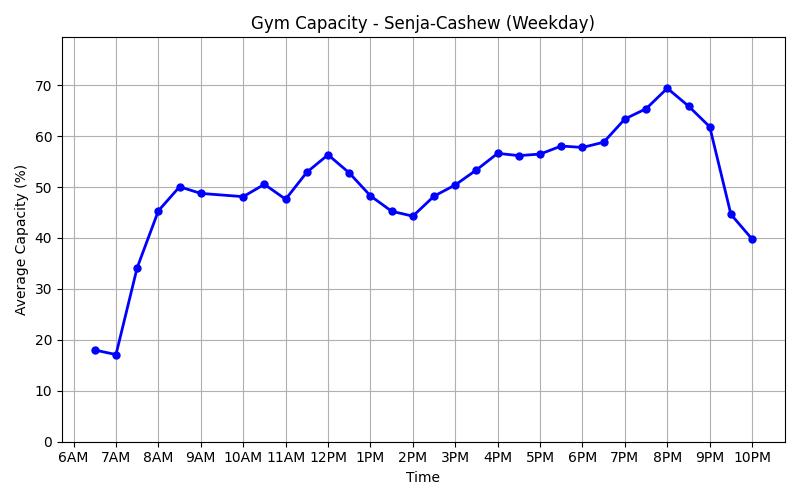 Gym Capacity - Senja-Cashew (Weekday)
Average Capacity (%)
70
60
50
40
30
20
10
0
6AM 7AM 8AM 9AM 10AM 11AM 12PM 1PM 2PM 3PM 4PM 5PM 6PM 7PM 8PM 9PM 10PM
Time